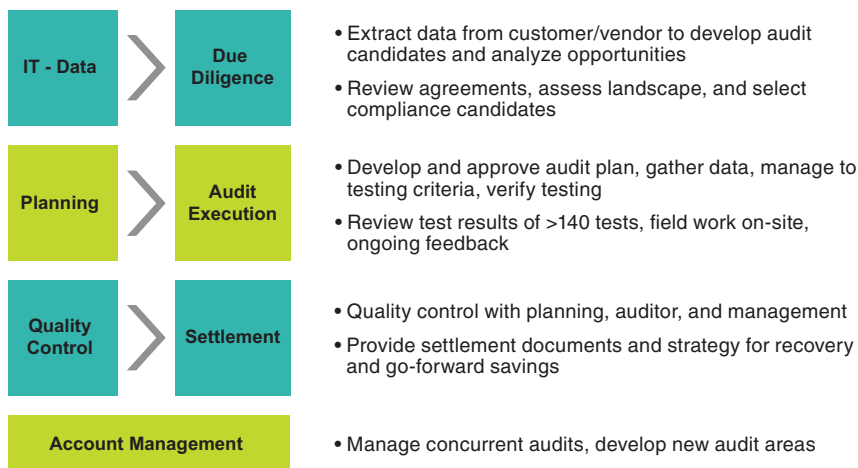 IT - Data
Due
Diligence
• Extract data from customer/vendor to develop audit
candidates and analyze opportunities
• Review agreements, assess landscape, and select
compliance candidates
Planning
Audit
Execution
• Develop and approve audit plan, gather data, manage to
testing criteria, verify testing
• Review test results of >140 tests, field work on-site,
ongoing feedback
Quality
Control
Settlement
• Quality control with planning, auditor, and management
• Provide settlement documents and strategy for recovery
and go-forward savings
Account Management
• Manage concurrent audits, develop new audit areas